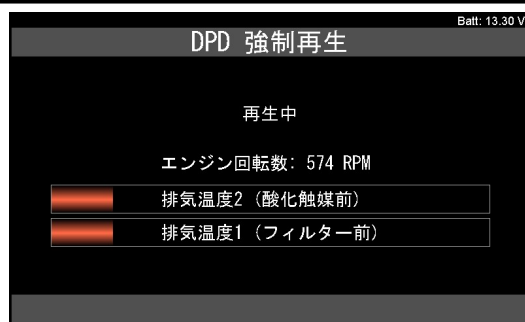 Batt: 13.30 V
DPD 強制再生
再生中
エンジン回転数: 574 RPM
排気温度2 (酸化触媒前)
排気温度1 (フィルター前)